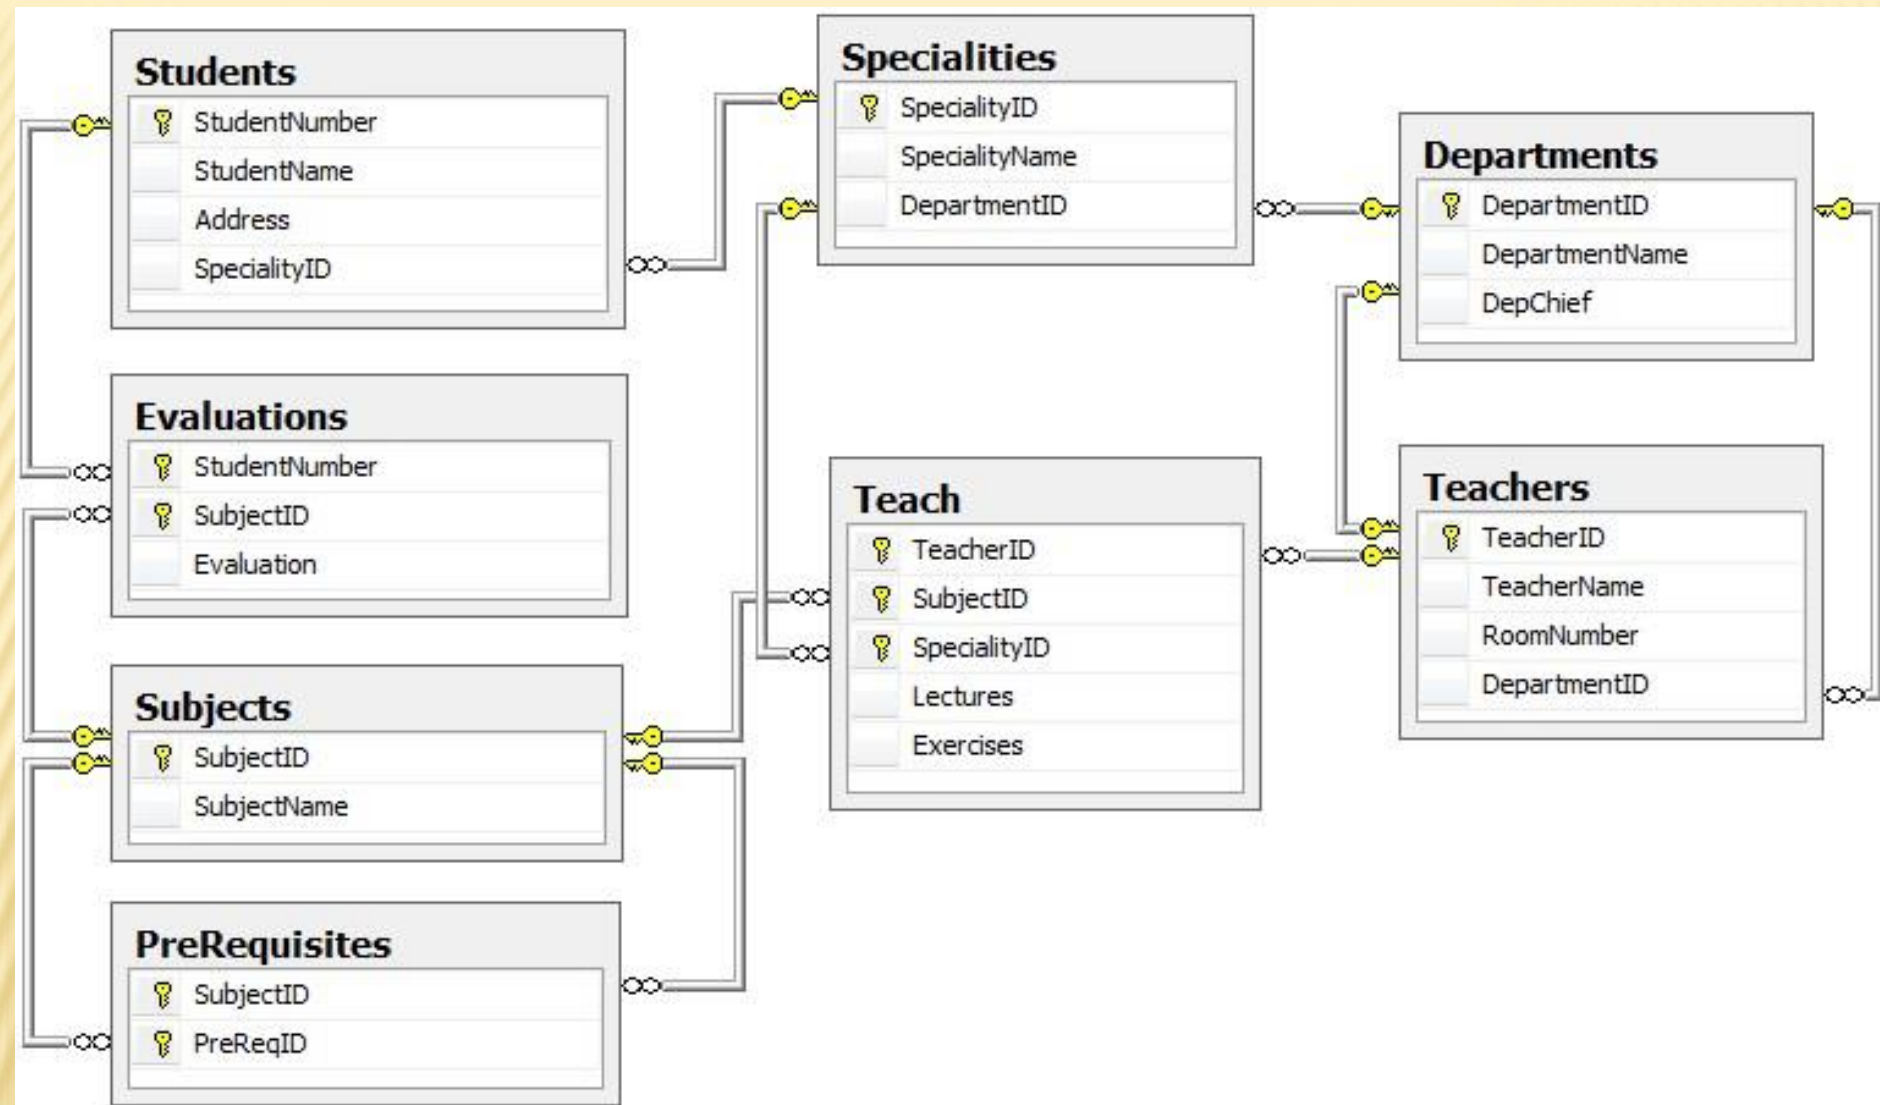 Students
StudentNumber
StudentName
Address
SpecialityID
Evaluations
StudentNumber
SubjectID
Evaluation
Subjects
SubjectID
SubjectName
PreRequisites
SubjectID
PreReqID
Specialities
SpecialityID
SpecialityName
DepartmentID
Teach
TeacherID
SubjectID
SpecialityID
Lectures
Exercises
Departments
DepartmentID
DepartmentName
DepChief
Teachers
TeacherID
TeacherName
RoomNumber
DepartmentID